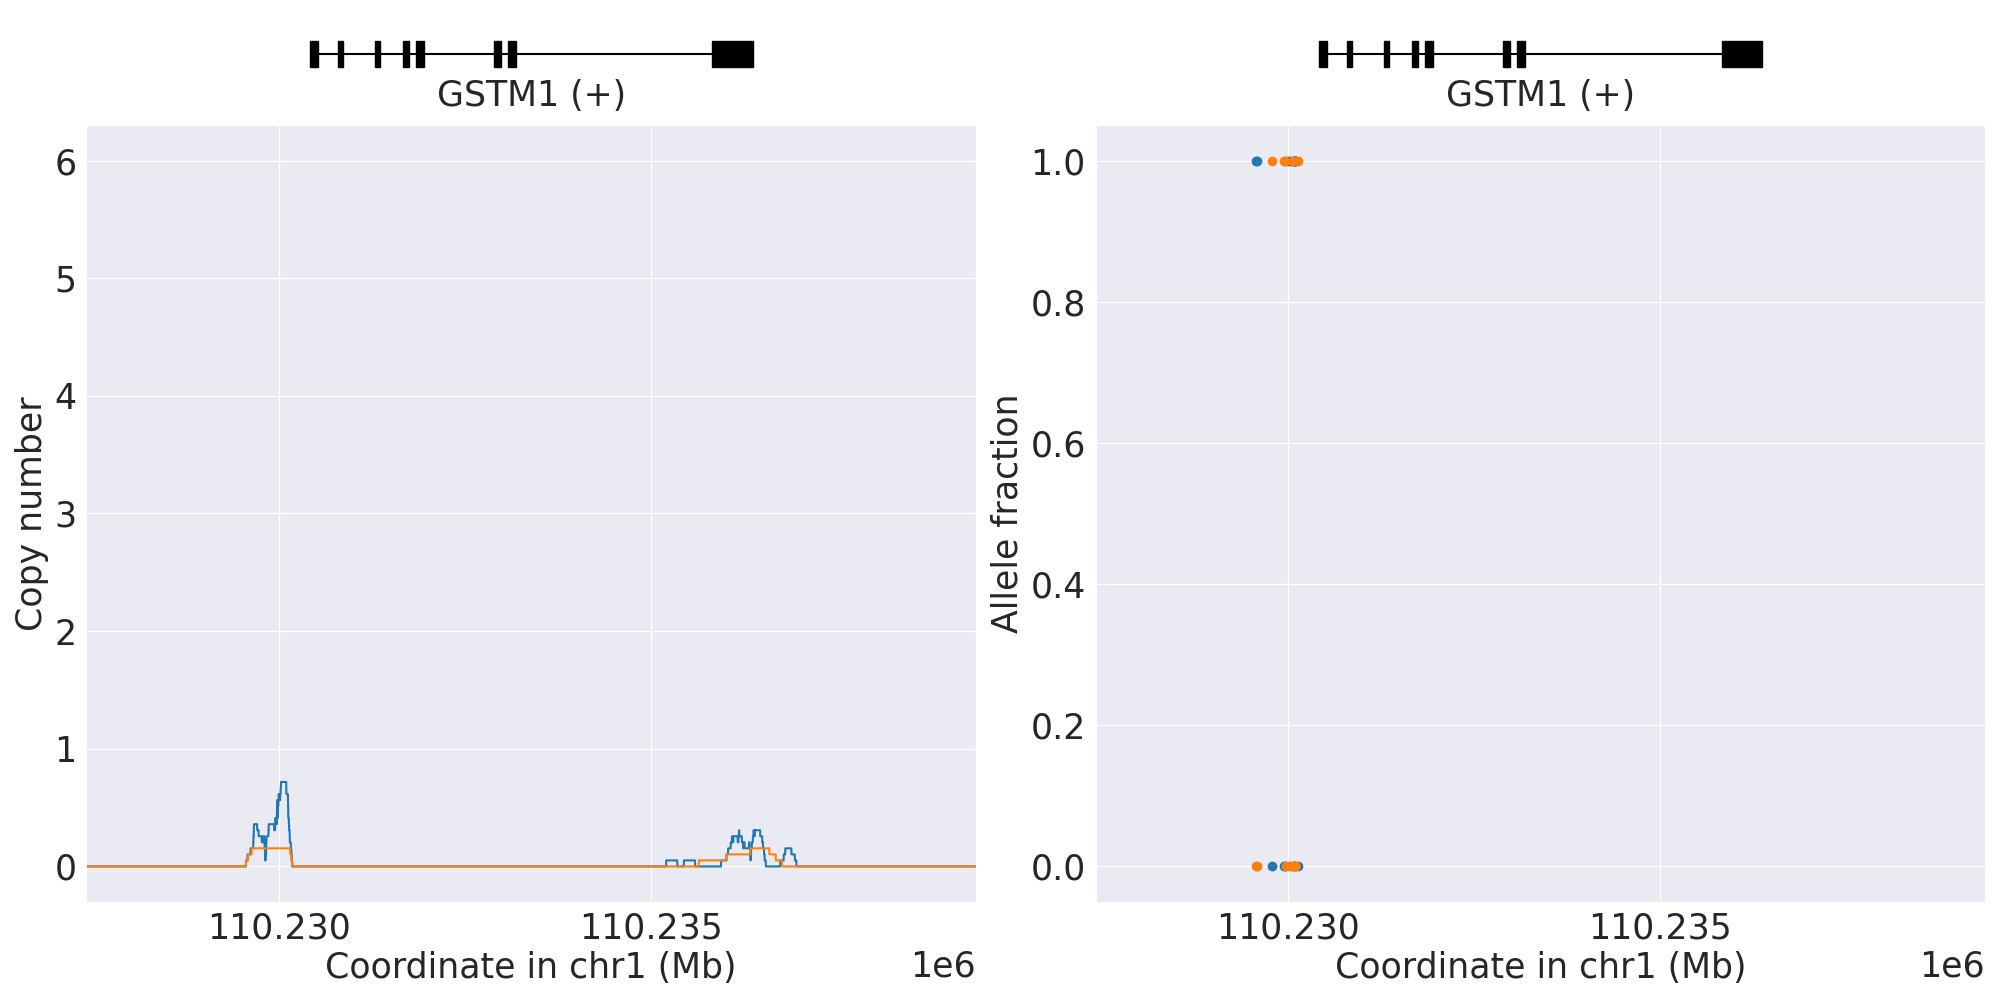 GSTM1 (+)
6
5
4
3
2
1
0
Copy number
110.230
110.235
Coordinate in chr1 (Mb)
1e6
GSTM1 (+)
1.0
0.8
0.6
0.4
0.2
0.0
Allele fraction
110.230
110.235
Coordinate in chr1 (Mb)
1e6